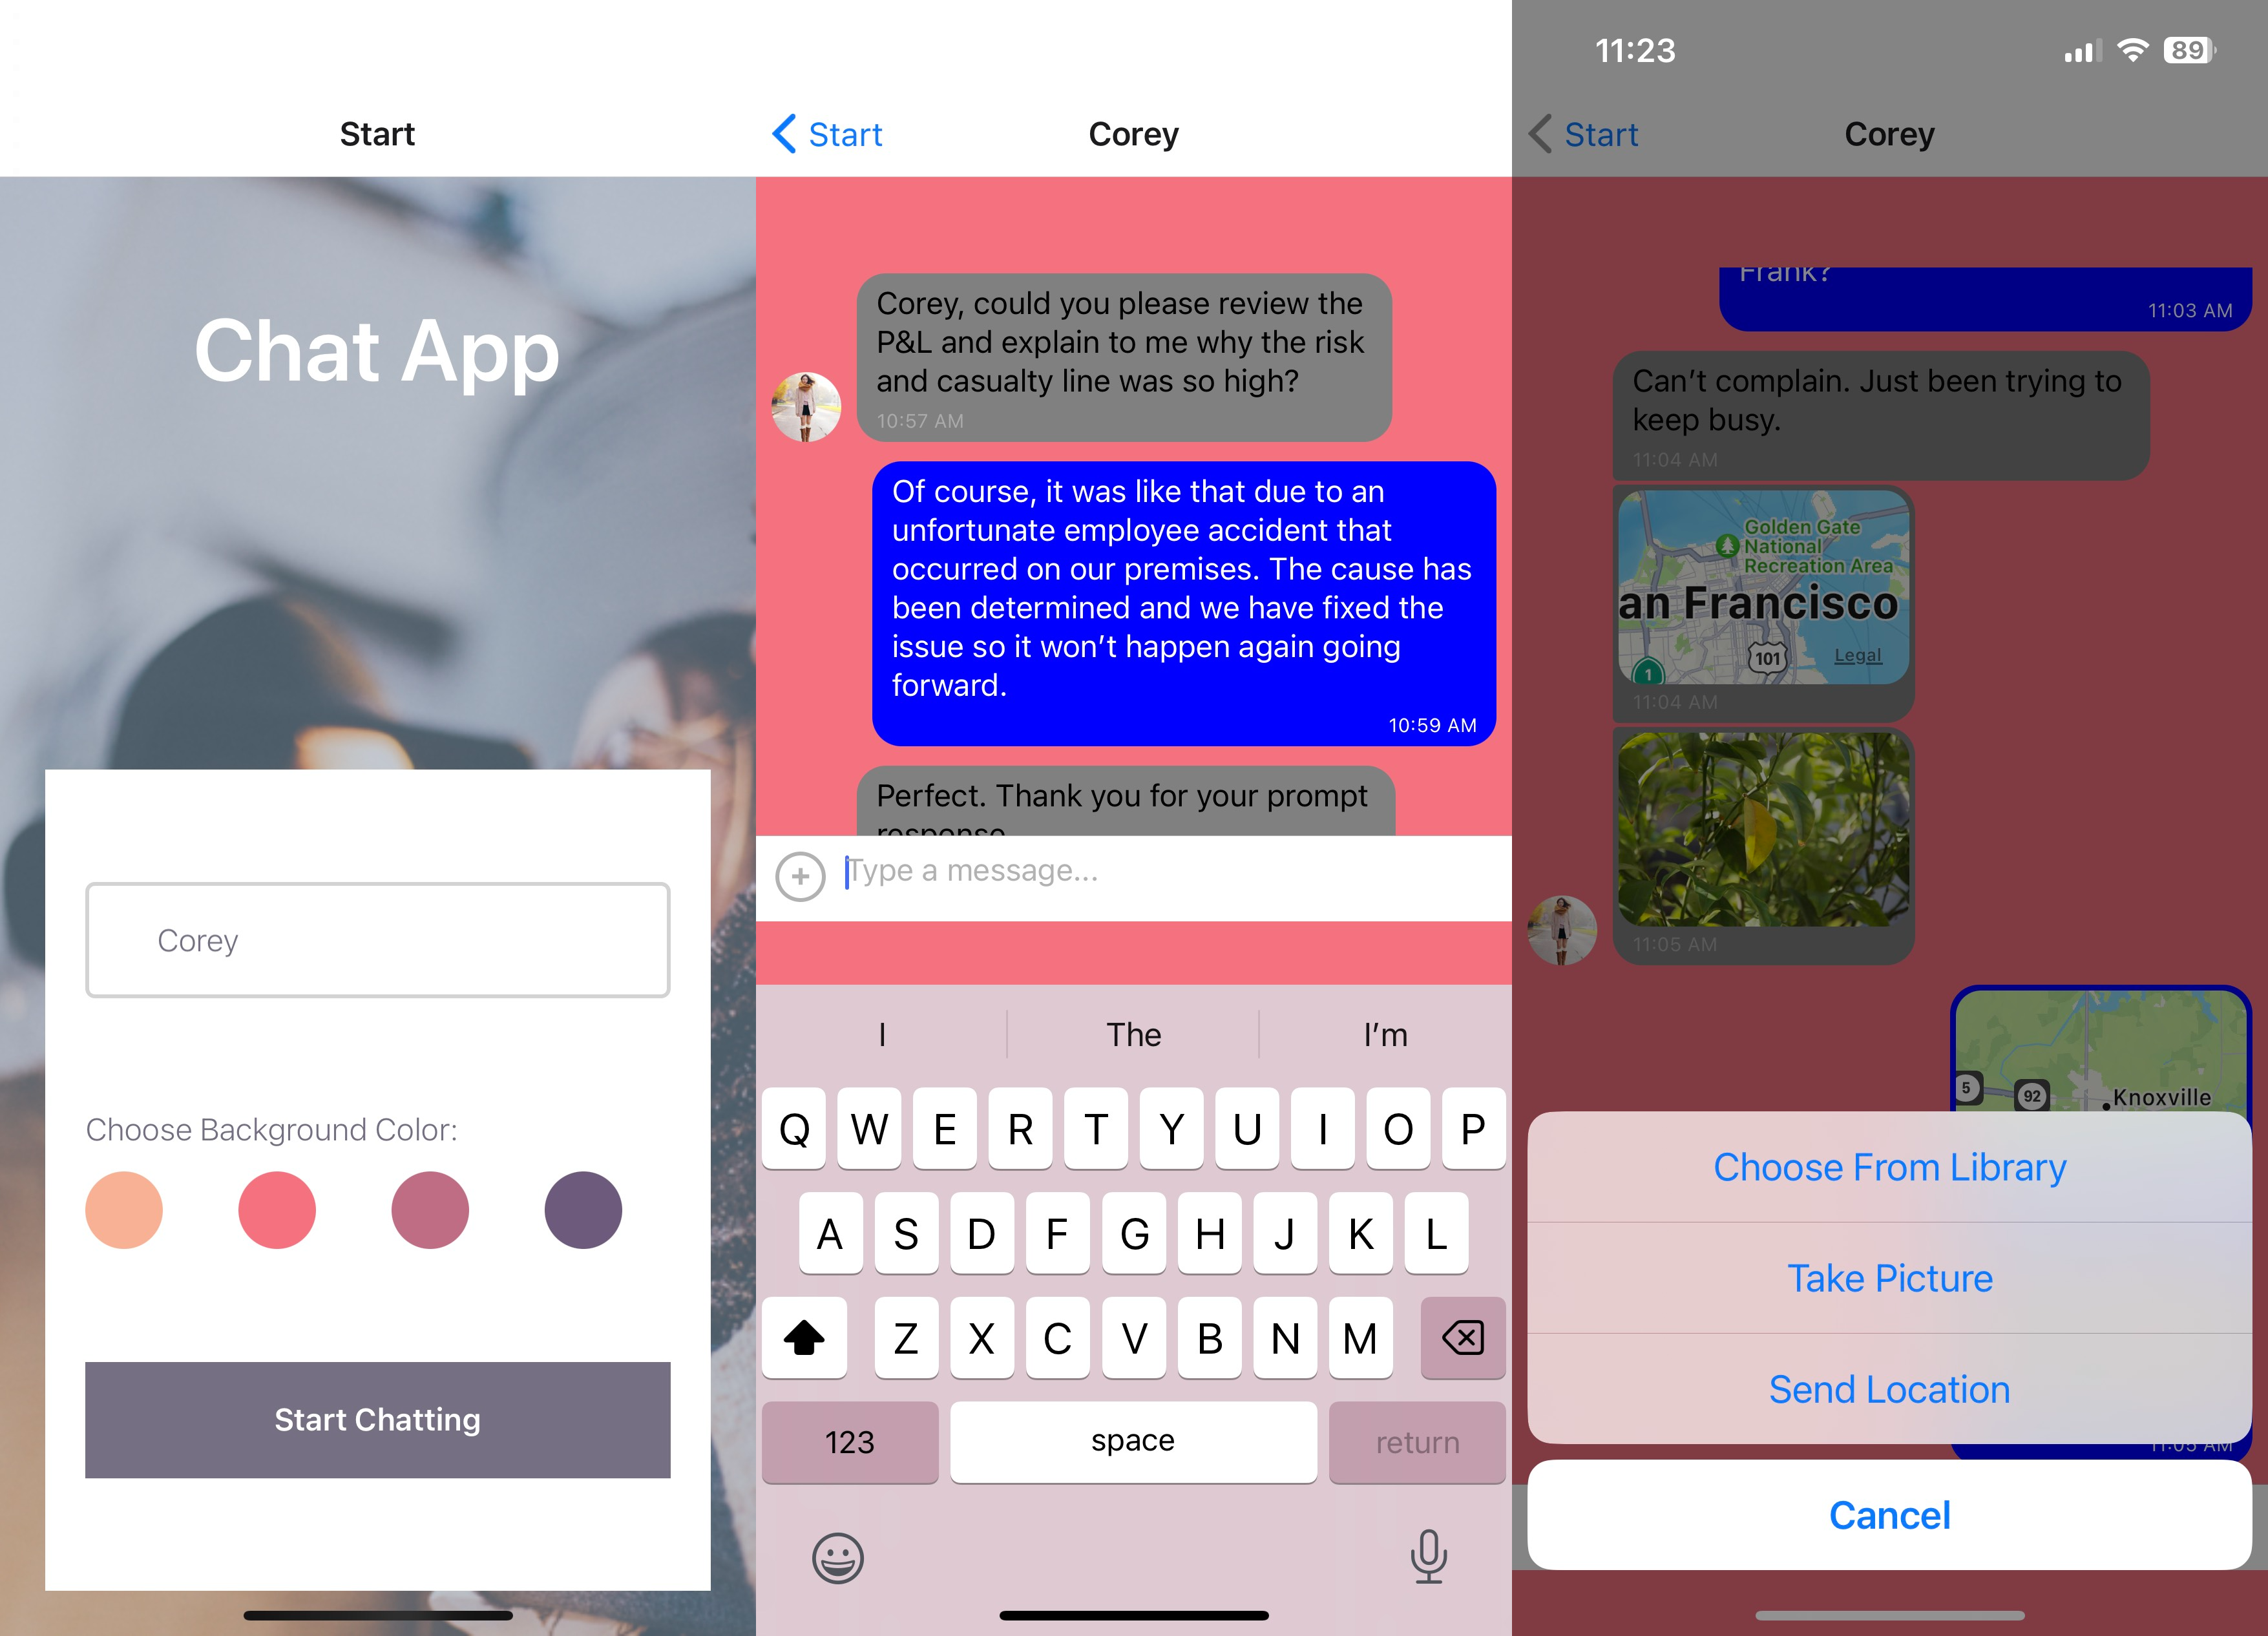 Start
Chat App
Corey
Choose Background Color:
Start Chatting
Start
Corey
Corey, could you please review the
P&L and explain to me why the risk
and casualty line was so high?
10:57 AM
Of course, it was like that due to an
unfortunate employee accident that
occurred on our premises. The cause has
been determined and we have fixed the
issue so it won’t happen again going
forward.
10:59 AM
Perfect. Thank you for your prompt
response
Type a message...
I The I’m
Q W E R T Y U I O P
A S D F G H J K L
Z X C V B N M
123 space return
11:23 89
Start
Corey
Frank?
11:03 AM
Can’t complain. Just been trying to
keep busy.
11:04 AM
Golden Gate
National
Recreation Area
an Francisco
101
Legal
1
11:04 AM
11:05 AM
5
92
Knoxville
Choose From Library
Take Picture
Send Location
11:05 AM
Cancel